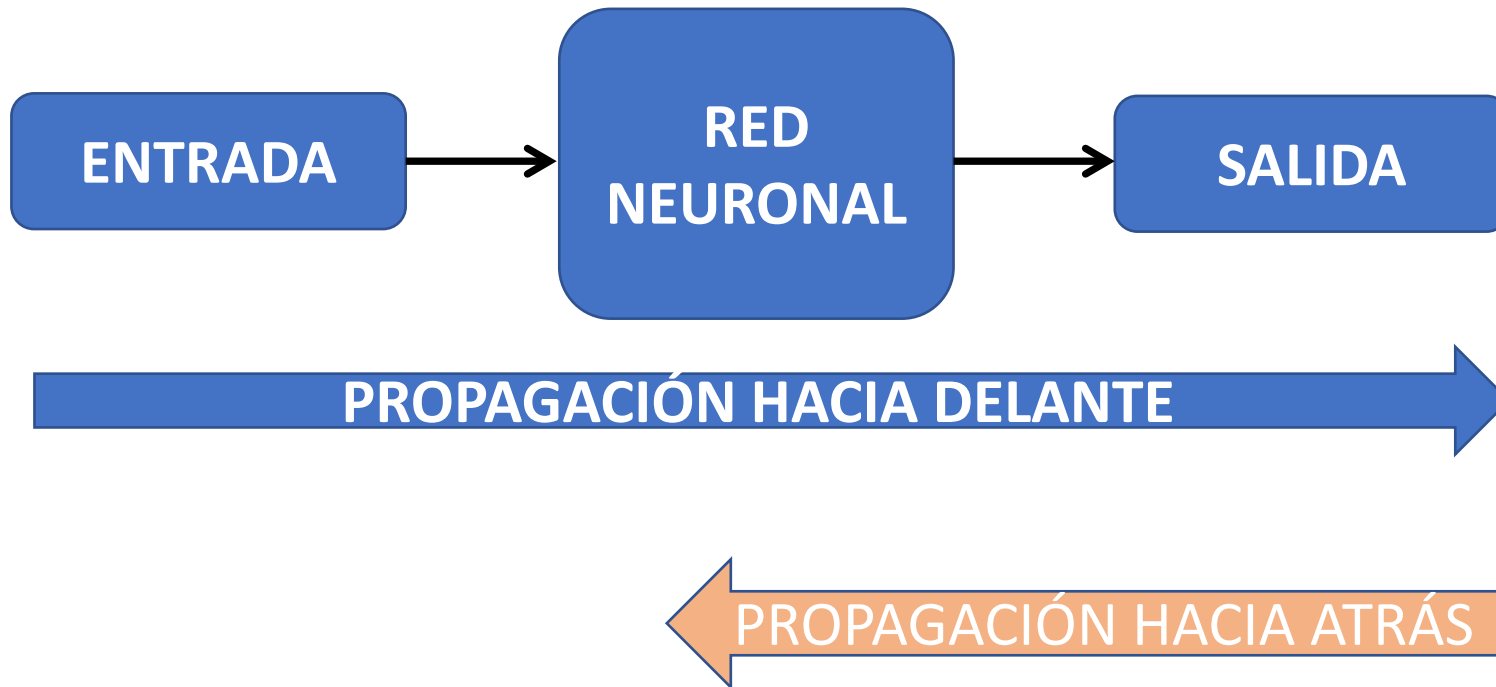 ENTRADA
RED
NEURONAL
SALIDA
PROPAGACIÓN HACIA DELANTE
PROPAGACIÓN HACIA ATRÁS